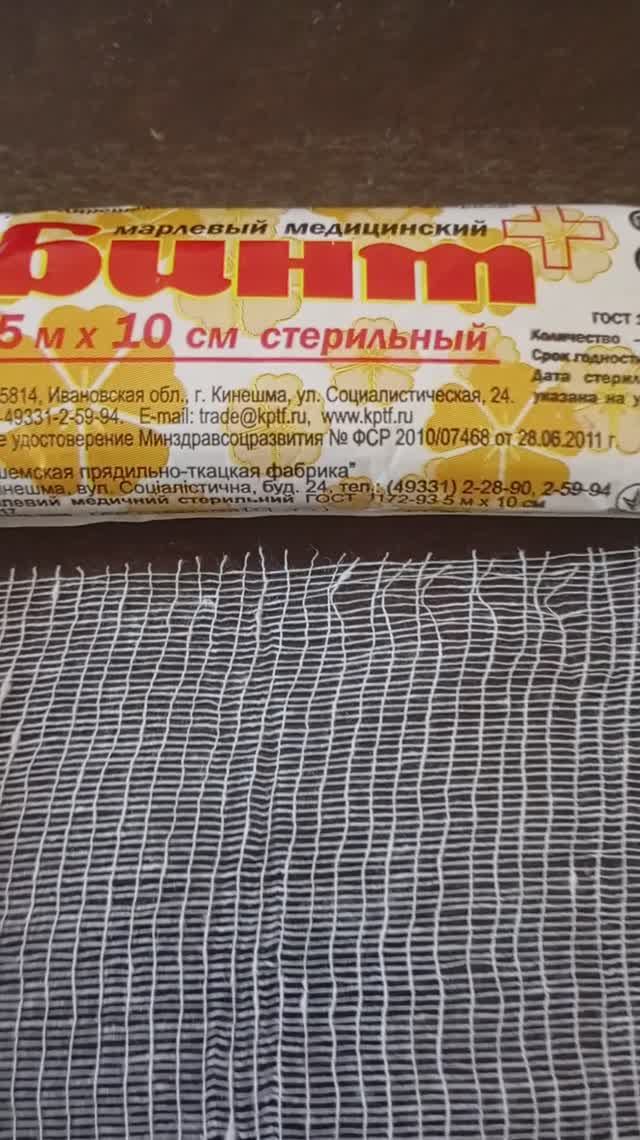 марлевый медицинский
Бинт
5 м х 10 см стерильный
ГОСТ
Количество
Срок годност
Дата стерил
указана на у
5814, Ивановская обл., г. Кинешма, ул. Социалистическая, 24.
-49331-2-59-94. E-mail: trade@kptf.ru, www.kptf.ru
е удостоверение Минздравсоцразвития № ФСР 2010/07468 от 28.06.2011 г.
шемская прядильно-ткацкая фабрика"
нешма, вул. Соціалістична, буд. 24, тел.: (49331) 2-28-90, 2-59-94
левий медичний стерильний ГОСТ 1172-93 5 м х 10 см